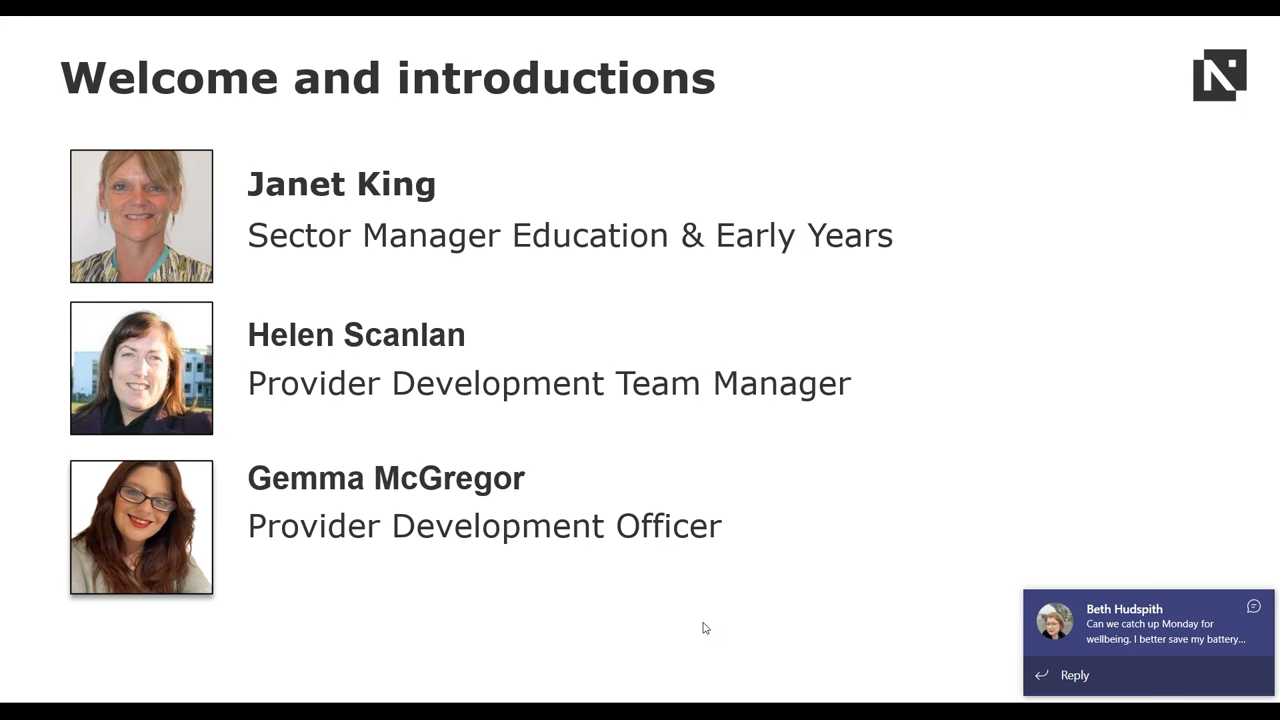 Welcome and introductions
N
Janet King
Sector Manager Education & Early Years
Helen Scanlan
Provider Development Team Manager
Gemma McGregor
Provider Development Officer
Beth Hudspith
Can we catch up Monday for
wellbeing. I better save my battery...
Reply